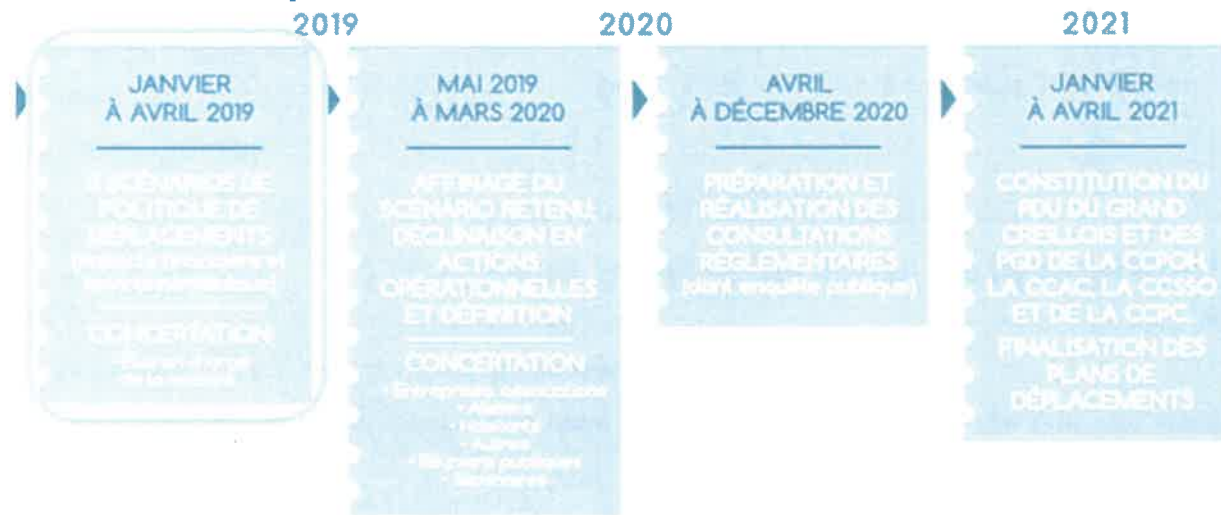 2019
2020
2021
JANVIER
À AVRIL 2019
SCÉNARIOS DE
POLITIQUE DE
DÉPLACEMENTS
CONCERTATION
MAI 2019
À MARS 2020
AFFINAGE DU
SCÉNARIO RETENU,
DÉCLINAISON EN
ACTIONS
OPÉRATIONNELLES
ET DÉFINITION
CONCERTATION
AVRIL
À DÉCEMBRE 2020
PRÉPARATION ET
RÉALISATION DES
CONSULTATIONS
RÉGLEMENTAIRES
(dont enquête publique)
JANVIER
À AVRIL 2021
CONSTITUTION DU
PDU DU GRAND
CREILLOIS ET DES
PGD DE LA CCPOH,
LA CCAC, LA CCSSO
ET DE LA CCPC.
FINALISATION DES
PLANS DE
DÉPLACEMENTS